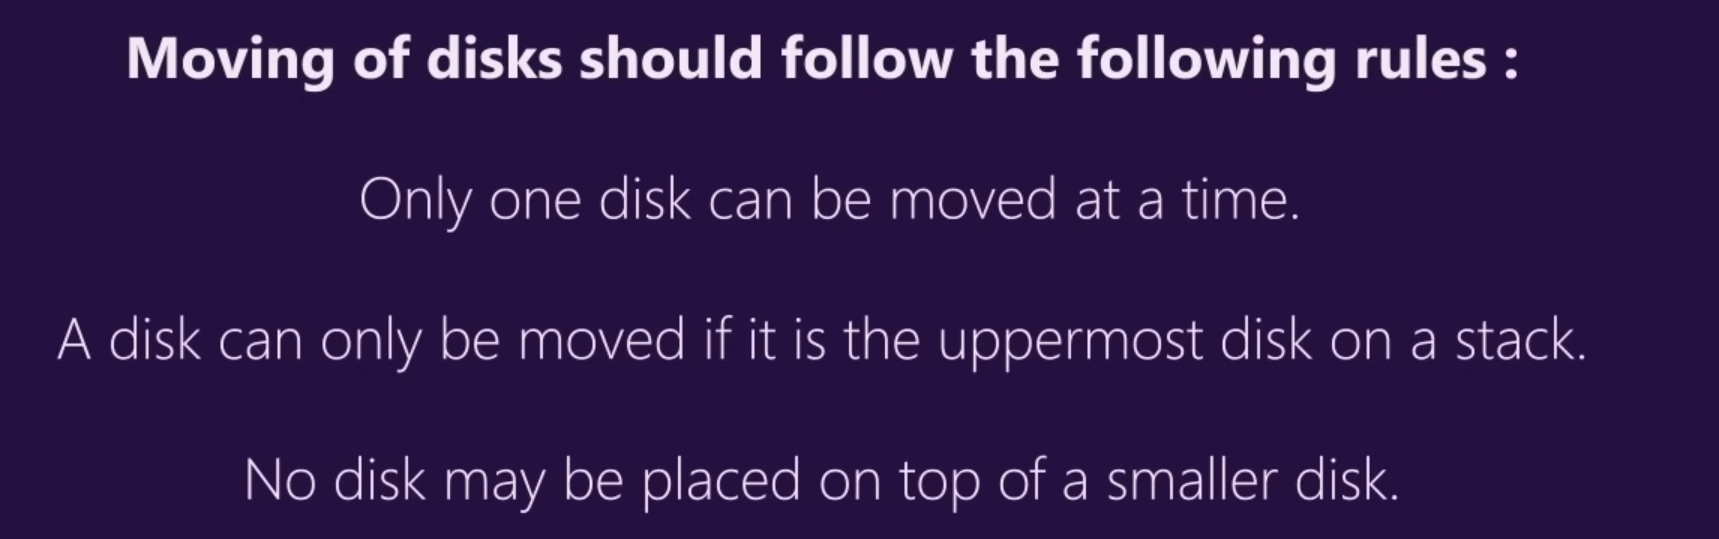 Moving of disks should follow the following rules :
Only one disk can be moved at a time.
A disk can only be moved if it is the uppermost disk on a stack.
No disk may be placed on top of a smaller disk.